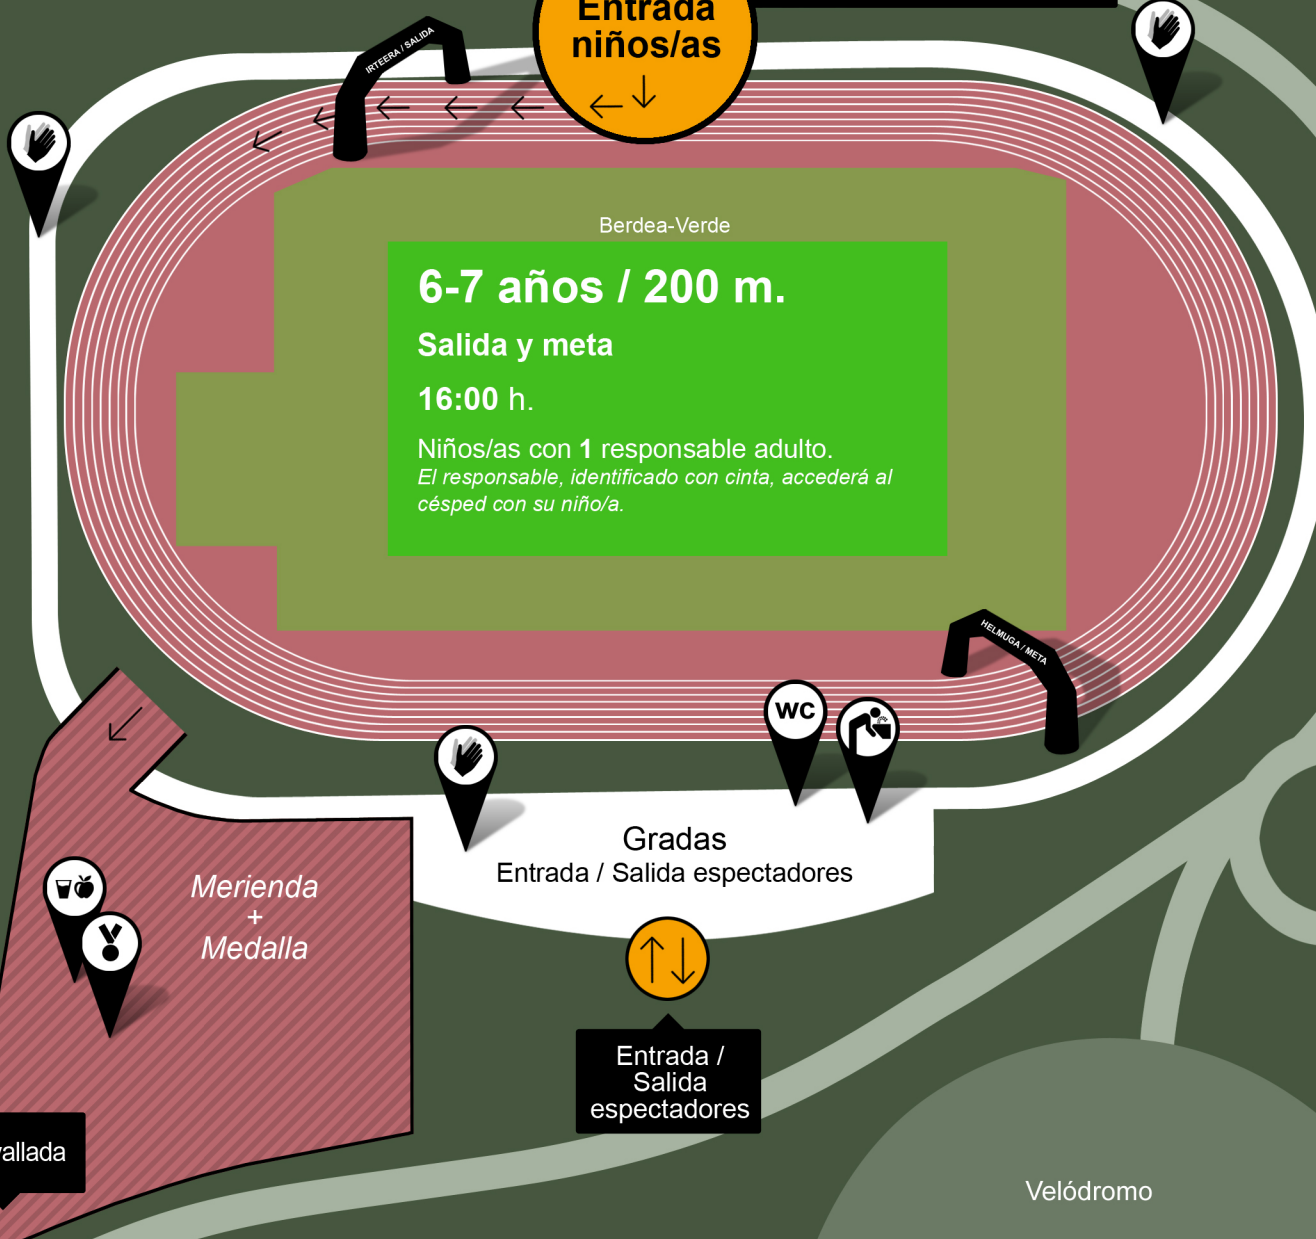 Entrada
niños/as
IRTEERA / SALIDA
Berdea-Verde
6-7 años / 200 m.
Salida y meta
16:00 h.
Niños/as con 1 responsable adulto.
El responsable, identificado con cinta, accederá al
césped con su niño/a.
HELMUGA / META
WC
Gradas
Entrada / Salida espectadores
Merienda
+
Medalla
Entrada /
Salida
espectadores
Velódromo